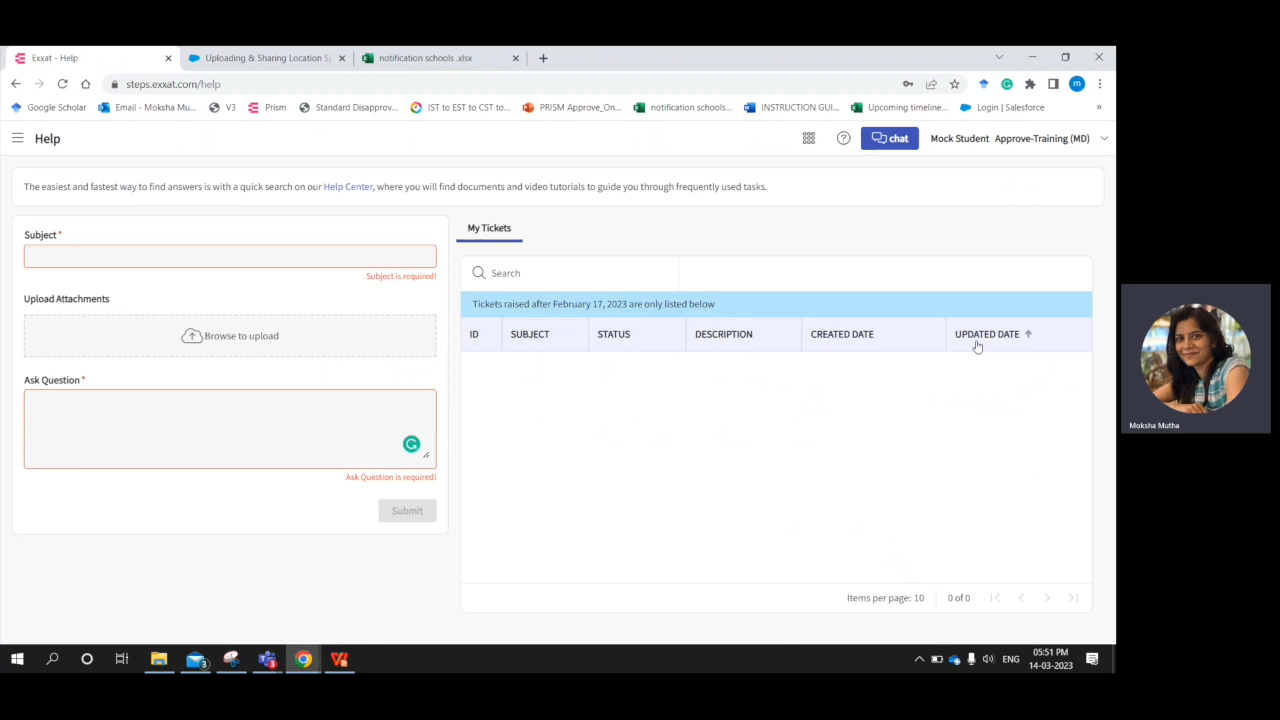 Exxat - Help
Uploading & Sharing Location S
notification schools .xlsx
steps.exxat.com/help
m
Google Scholar
Email - Moksha Mu...
V3
Prism
Standard Disapprov...
IST to EST to CST to...
PRISM Approve_On...
notification schools...
INSTRUCTION GUI...
Upcoming timeline...
Login | Salesforce
»
Help
chat
Mock Student Approve-Training (MD)
The easiest and fastest way to find answers is with a quick search on our Help Center, where you will find documents and video tutorials to guide you through frequently used tasks.
Subject*
Subject is required!
Upload Attachments
Browse to upload
Ask Question*
Ask Question is required!
Submit
My Tickets
Search
Tickets raised after February 17, 2023 are only listed below
ID SUBJECT STATUS DESCRIPTION CREATED DATE UPDATED DATE
Items per page: 10 0 of 0
Moksha Mutha
3
3
ENG
05:51 PM
14-03-2023